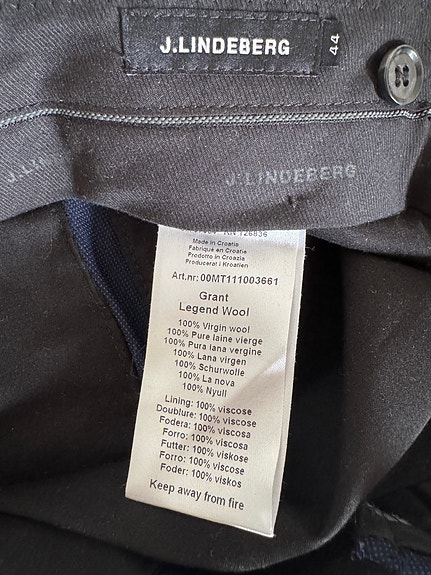 J.LINDEBERG
44
J.LINDEBERG
RN 126836
Made in Croatia
Fabriqué en Croatie
Prodotto in Croazia
Producerat i Kroatien
Art.nr: 00MT111003661
Grant
Legend Wool
100% Virgin wool
100% Pure laine vierge
100% Pura lana vergine
100% Lana virgen
100% Schurwolle
100% La nova
100% Nyull
Lining: 100% viscose
Doublure: 100% viscose
Fodera: 100% viscosa
Forro: 100% viscosa
Futter: 100% viskose
Forro: 100% viscose
Foder: 100% viskos
Keep away from fire